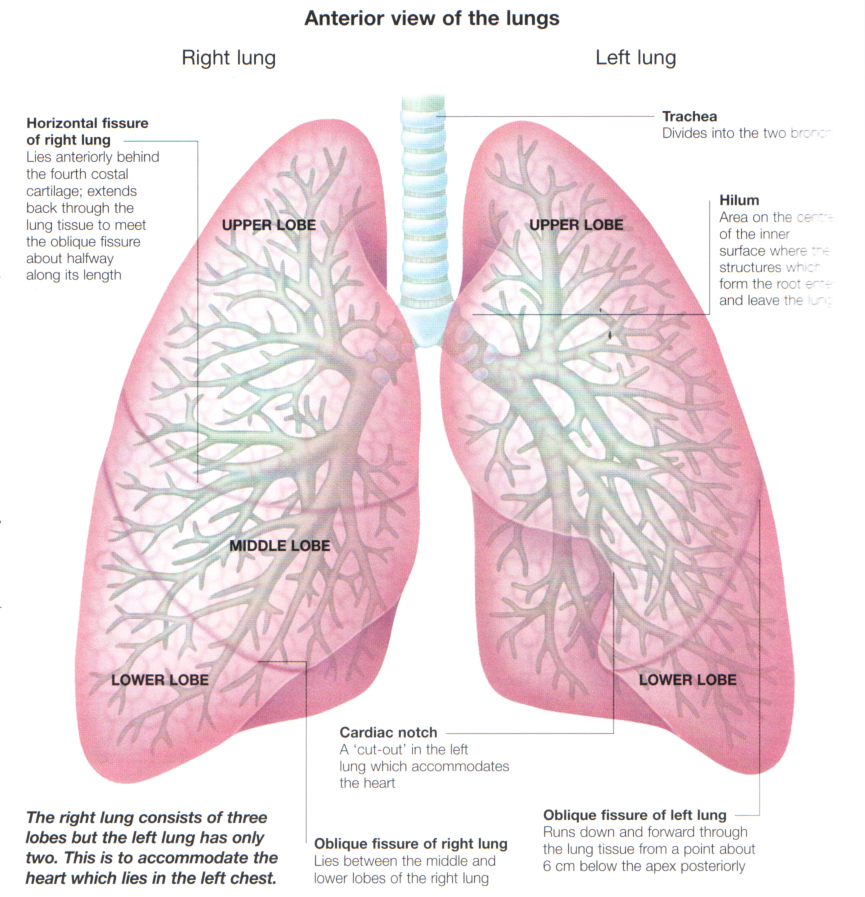 Anterior view of the lungs
Right lung
Left lung
Horizontal fissure
of right lung
Lies anteriorly behind
the fourth costal
cartilage; extends
back through the
lung tissue to meet
the oblique fissure
about halfway
along its length
Trachea
Divides into the two
Hilum
Area on the centre
of the inner
surface where the
structures which
form the root enter
and leave the lung
UPPER LOBE
UPPER LOBE
MIDDLE LOBE
LOWER LOBE
LOWER LOBE
Cardiac notch
A ‘cut-out’ in the left
lung which accommodates
the heart
The right lung consists of three
lobes but the left lung has only
two. This is to accommodate the
heart which lies in the left chest.
Oblique fissure of right lung
Lies between the middle and
lower lobes of the right lung
Oblique fissure of left lung
Runs down and forward through
the lung tissue from a point about
6 cm below the apex posteriorly